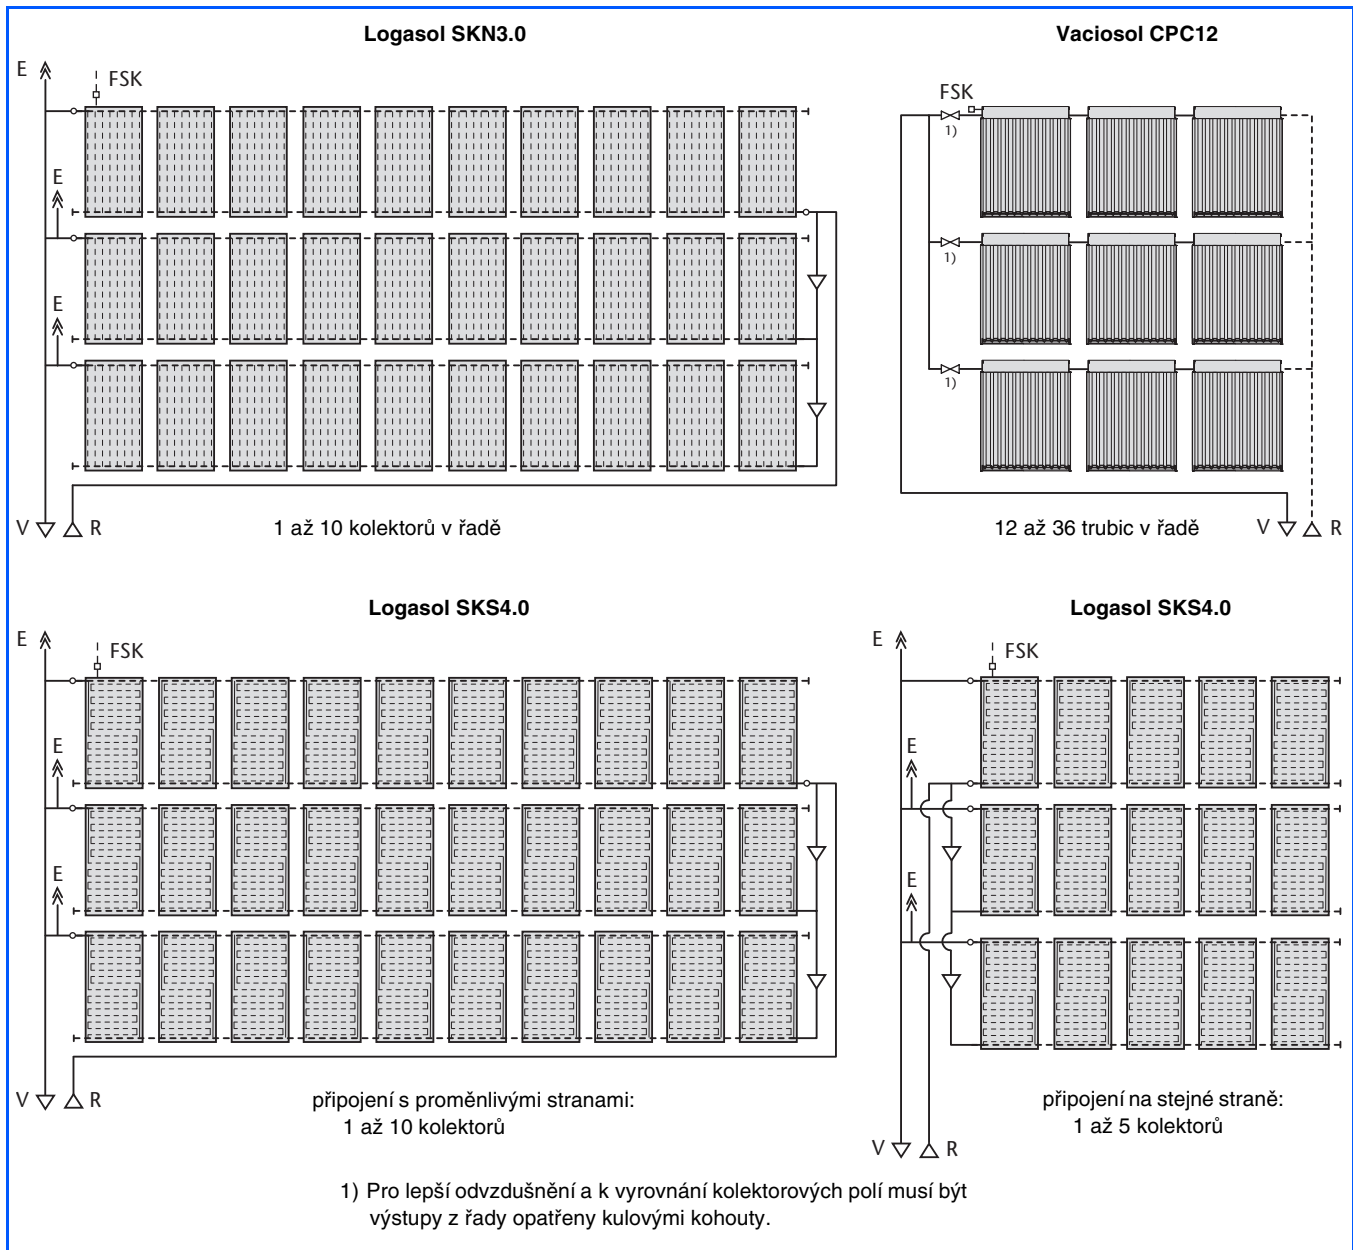 Logasol SKN3.0
E
FSK
E
E
V R
1 až 10 kolektorů v řadě
Vaciosol CPC12
FSK
1)
1)
1)
12 až 36 trubic v řadě
V R
Logasol SKS4.0
E
FSK
E
E
V R
připojení s proměnlivými stranami:
1 až 10 kolektorů
Logasol SKS4.0
E
FSK
E
E
V R
připojení na stejné straně:
1 až 5 kolektorů
1) Pro lepší odvzdušnění a k vyrovnání kolektorových polí musí být
výstupy z řady opatřeny kulovými kohouty.